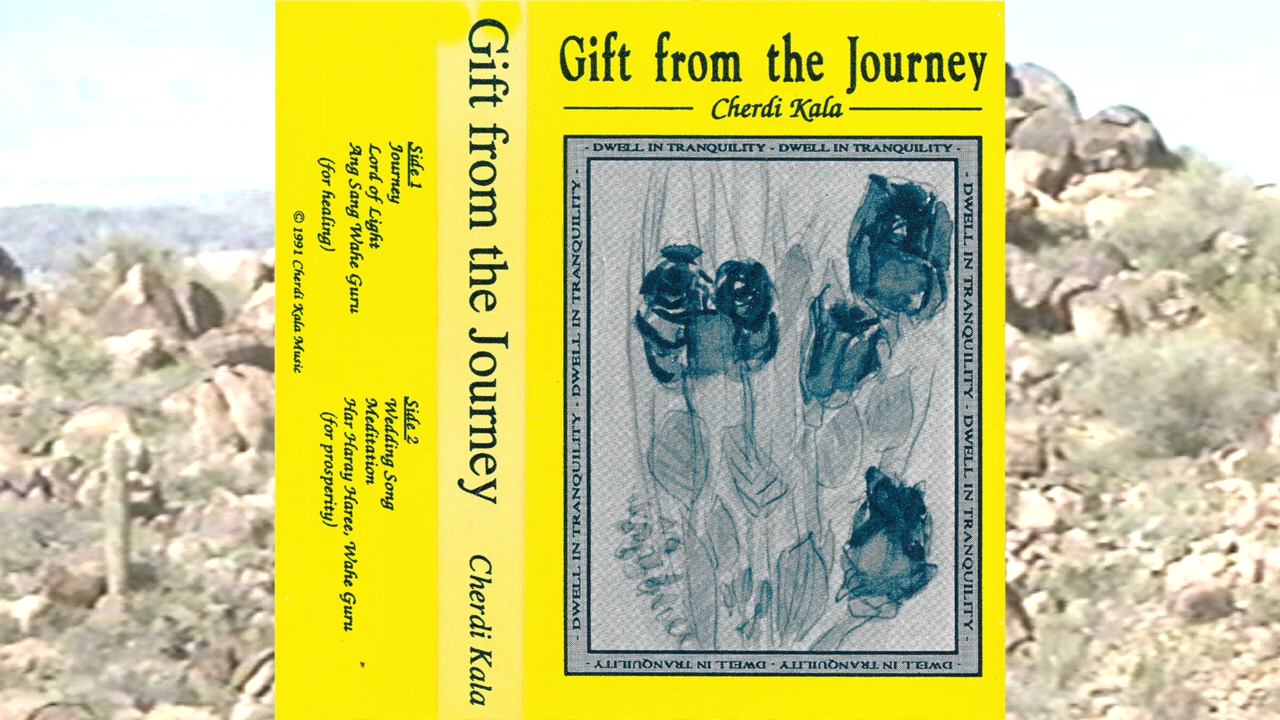 Side 1
Journey
Lord of Light
Ang Sang Wahe Guru
(for healing)
© 1991 Cherdi Kala Music
Side 2
Wedding Song
Meditation
Har Haray Haree, Wahe Guru
(for prosperity)
Gift from the Journey Cherdi Kala
Gift from the Journey
Cherdi Kala
- DWELL IN TRANQUILITY - DWELL IN TRANQUILITY -
- DWELL IN TRANQUILITY - DWELL IN TRANQUILITY -
- DWELL IN TRANQUILITY - DWELL IN TRANQUILITY -
- DWELL IN TRANQUILITY - DWELL IN TRANQUILITY -